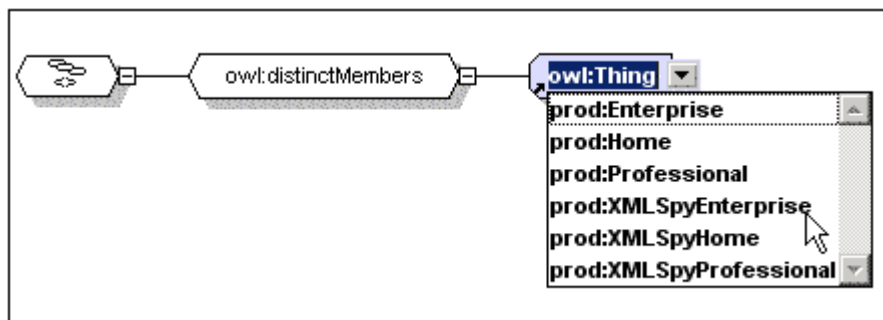 owl:distinctMembers
owl:Thing
prod:Enterprise
prod:Home
prod:Professional
prod:XMLSpyEnterprise
prod:XMLSpyHome
prod:XMLSpyProfessional